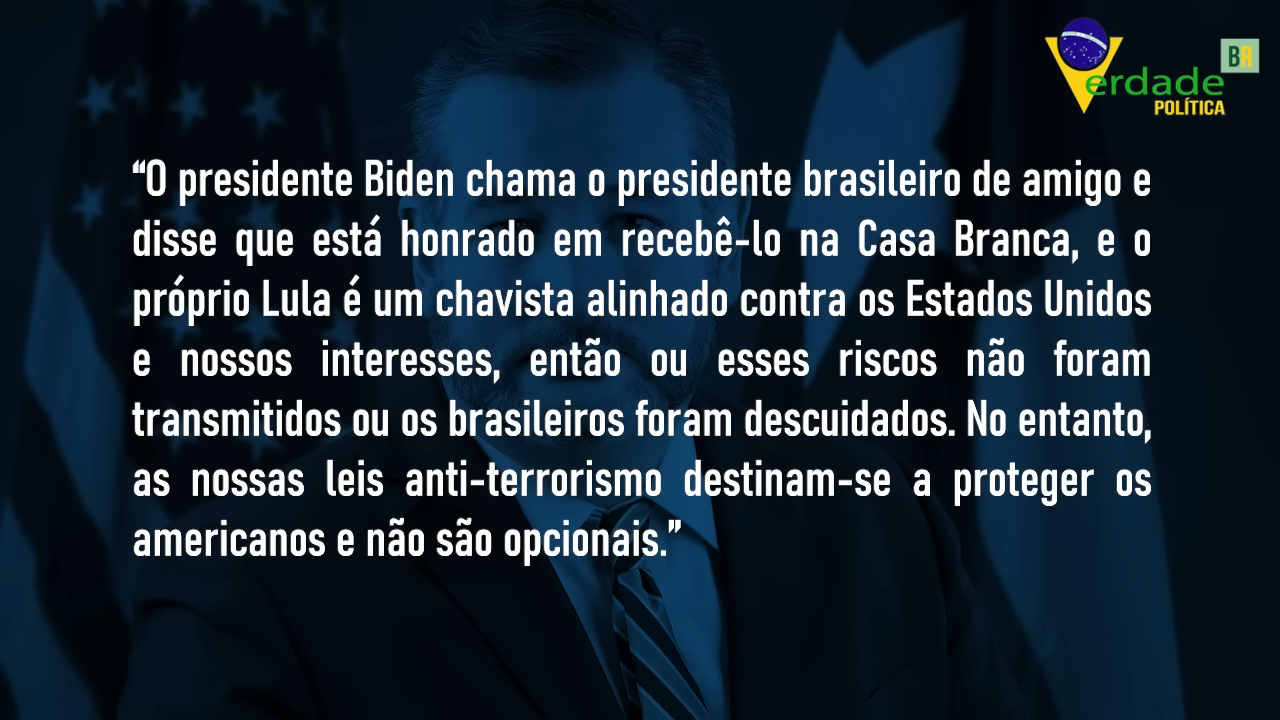 Verdade
BR
POLÍTICA
“O presidente Biden chama o presidente brasileiro de amigo e
disse que está honrado em recebê-lo na Casa Branca, e o
próprio Lula é um chavista alinhado contra os Estados Unidos
e nossos interesses, então ou esses riscos não foram
transmitidos ou os brasileiros foram descuidados. No entanto,
as nossas leis anti-terrorismo destinam-se a proteger os
americanos e não são opcionais.”